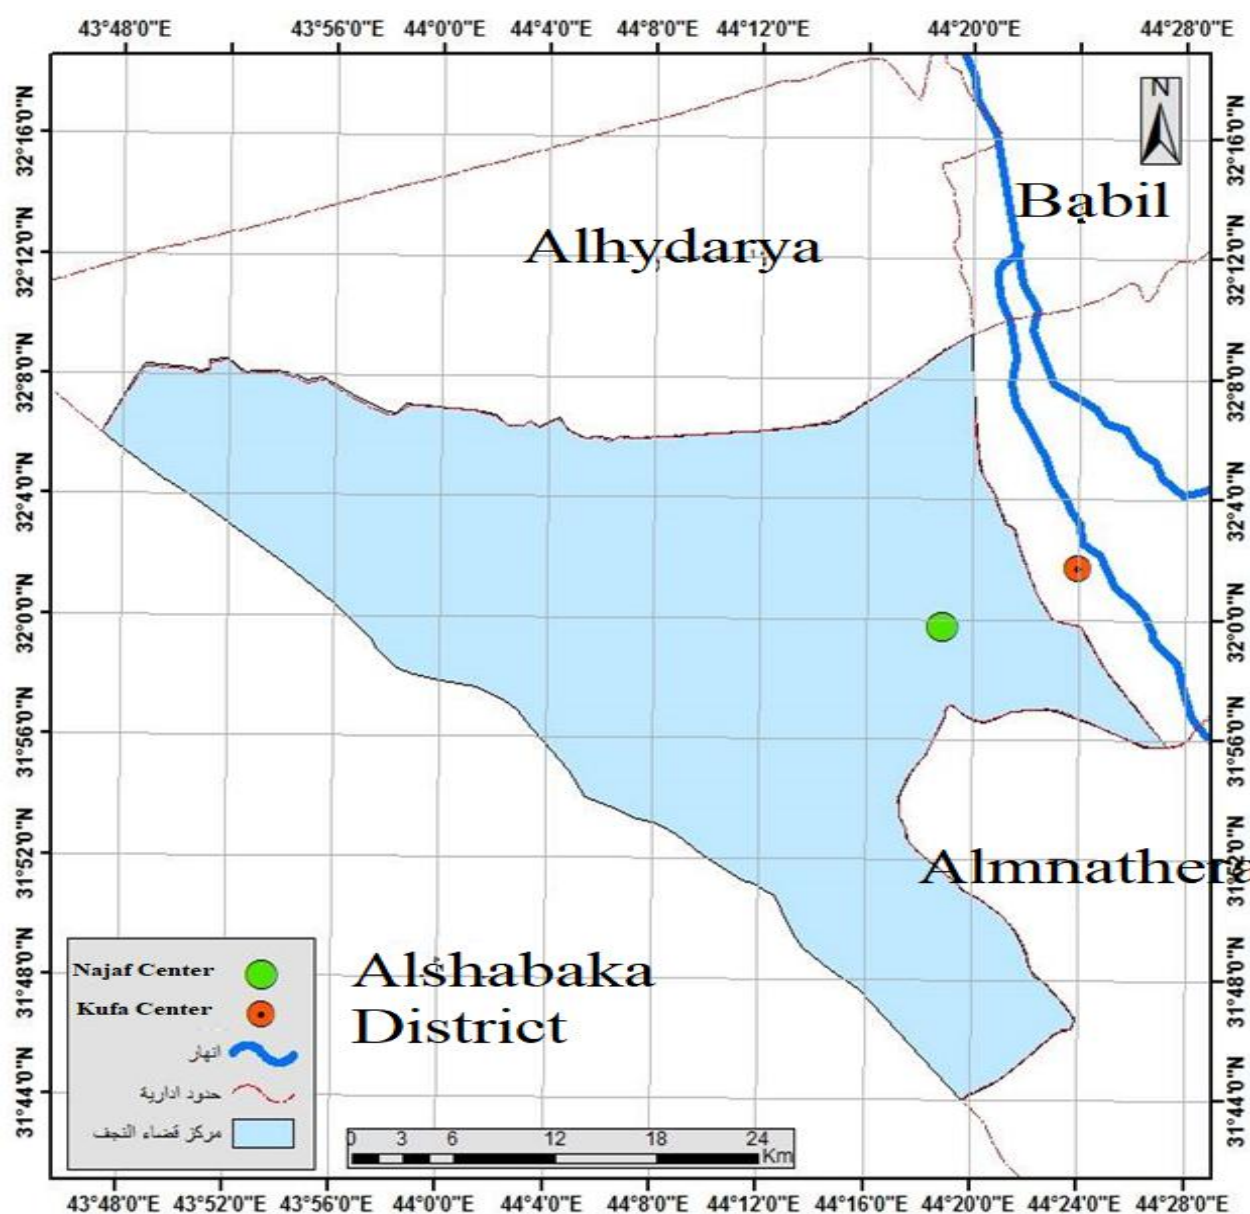 43°48'0"E 43°56'0"E 44°0'0"E 44°4'0"E 44°8'0"E 44°12'0"E 44°20'0"E 44°28'0"E
N
32°16'0"N 32°16'0"N
Babil
Alhydarya
32°12'0"N 32°12'0"N
32°8'0"N 32°8'0"N
32°4'0"N 32°4'0"N
32°0'0"N 32°0'0"N
31°56'0"N 31°56'0"N
Almnathera
31°52'0"N 31°52'0"N
Alshabaka
District
31°48'0"N 31°48'0"N
Najaf Center
Kufa Center
انهار
حدود ادارية
مركز قضاء النجف
31°44'0"N 31°44'0"N
0 3 6 12 18 24
Km
43°48'0"E 43°52'0"E 43°56'0"E 44°0'0"E 44°4'0"E 44°8'0"E 44°12'0"E 44°16'0"E 44°20'0"E 44°24'0"E 44°28'0"E